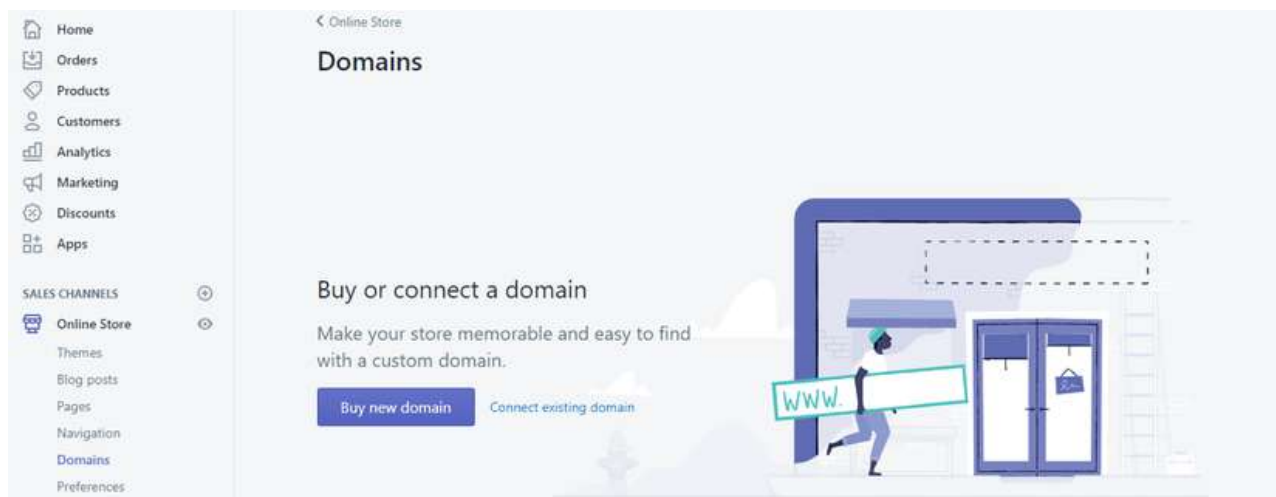 Home
Orders
Products
Customers
Analytics
Marketing
Discounts
Apps
SALES CHANNELS
Online Store
Themes
Blog posts
Pages
Navigation
Domains
Preferences
Online Store
Domains
Buy or connect a domain
Make your store memorable and easy to find
with a custom domain.
Buy new domain
Connect existing domain
WWW.